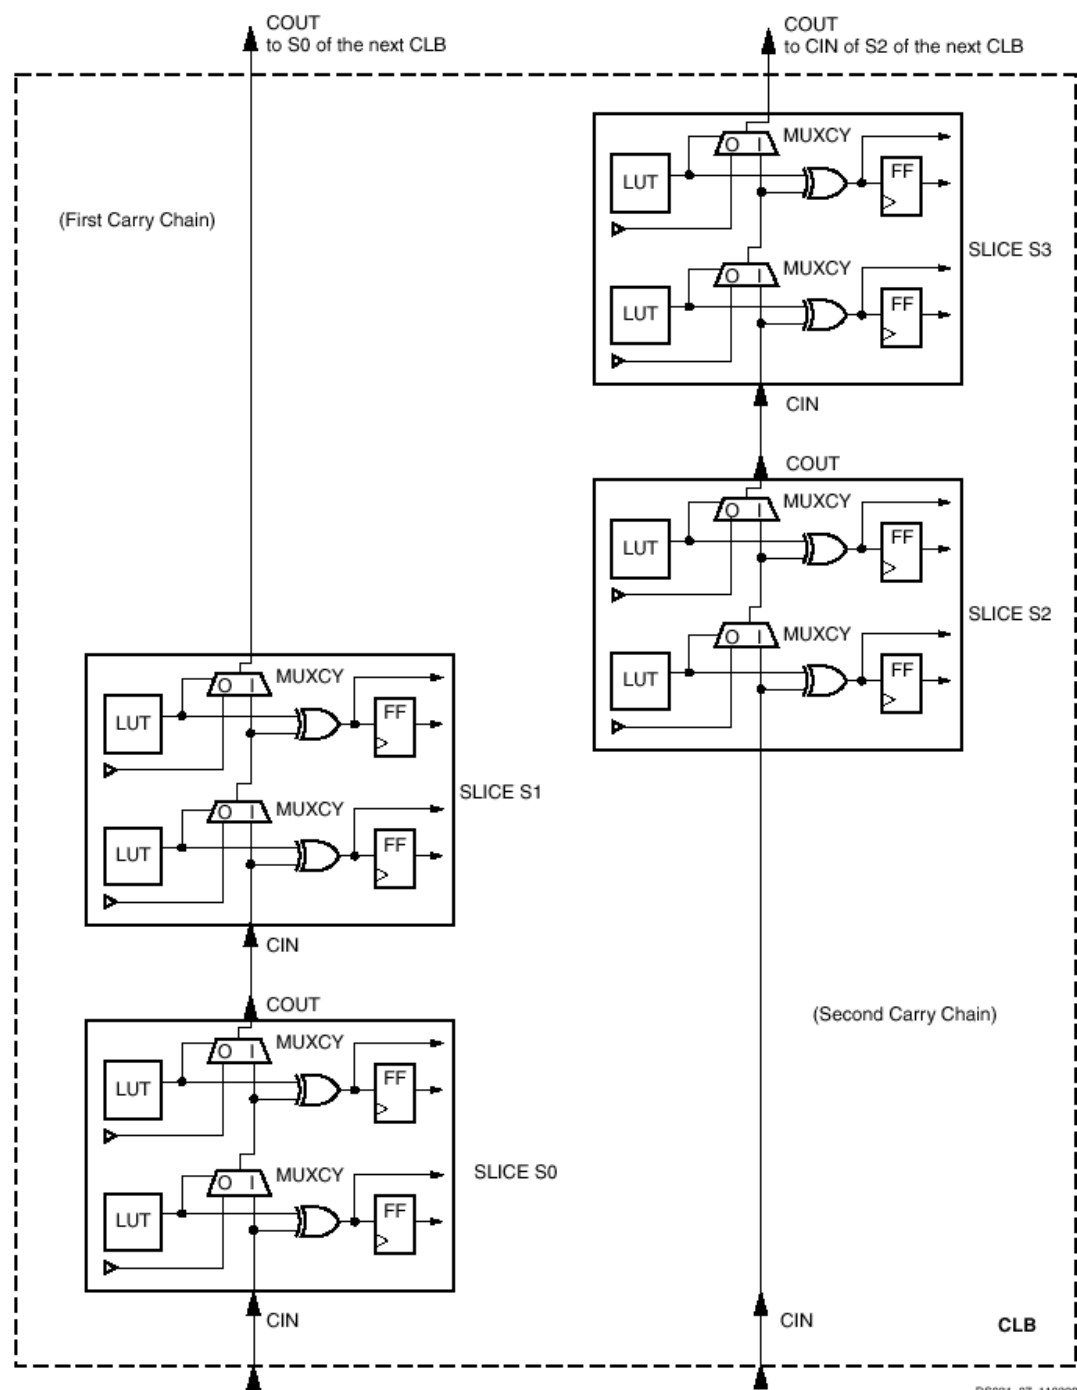 COUT
to S0 of the next CLB
COUT
to CIN of S2 of the next CLB
(First Carry Chain)
O I MUXCY
LUT
FF
SLICE S3
O I MUXCY
LUT
FF
CIN
COUT
O I MUXCY
LUT
FF
SLICE S2
O I MUXCY
LUT
FF
O I MUXCY
LUT
FF
SLICE S1
O I MUXCY
LUT
FF
CIN
COUT
(Second Carry Chain)
O I MUXCY
LUT
FF
SLICE S0
O I MUXCY
LUT
FF
CIN
CIN
CLB